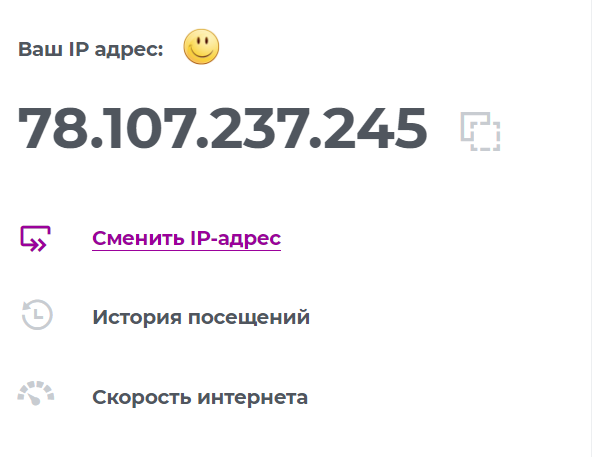 Ваш IP адрес:
78.107.237.245
Сменить IP-адрес
История посещений
Скорость интернета